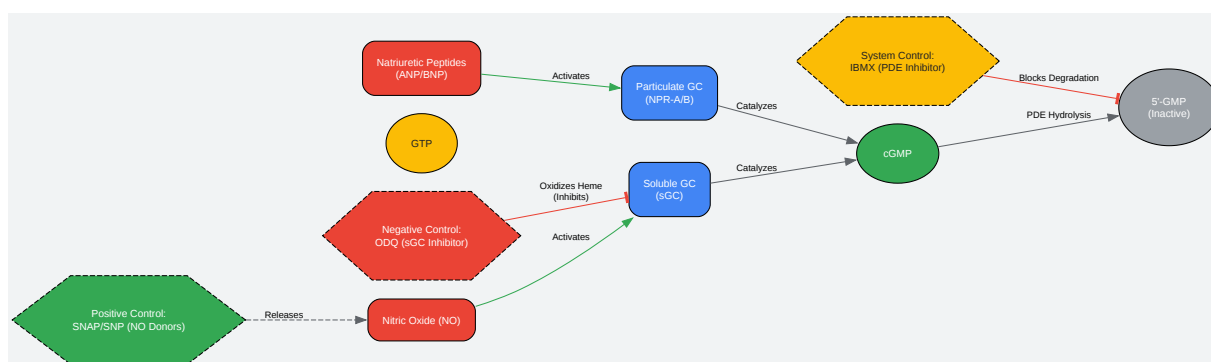 System Control:
IBMX (PDE Inhibitor)
Natriuretic Peptides
(ANP/BNP)
Activates
Particulate GC
(NPR-A/B)
Blocks Degradation
5'-GMP
(Inactive)
Catalyzes
PDE Hydrolysis
GTP
cGMP
Catalyzes
Oxidizes Heme
(Inhibits)
Soluble GC
(sGC)
Negative Control:
ODQ (sGC Inhibitor)
Activates
Positive Control:
SNAP/SNP (NO Donors)
Releases
Nitric Oxide (NO)